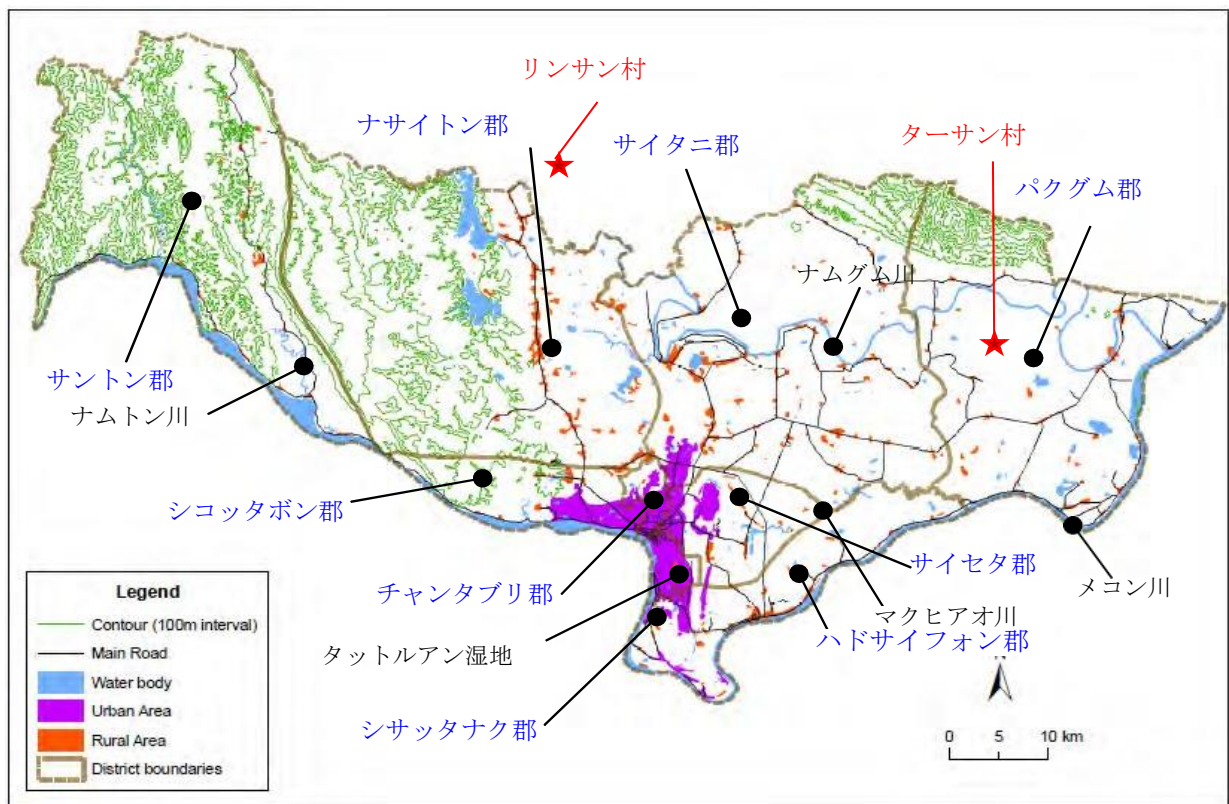 リンサン村
ナサイトン郡
サイタニ郡
ターサン村
パクグム郡
ナムグム川
サントン郡
ナムトン川
シコッタボン郡
チャンタブリ郡
サイセタ郡
メコン川
マクヒアオ川
ハドサイフォン郡
タットルアン湿地
シサッタナク郡
Legend
Contour (100m interval)
Main Road
Water body
Urban Area
Rural Area
District boundaries
N
0 5 10 km